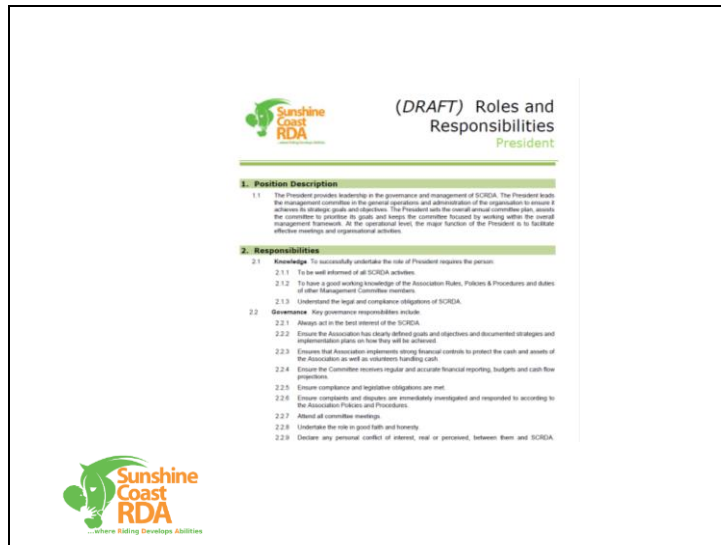 Sunshine
Coast
RDA
(DRAFT) Roles and
Responsibilities
President
1. Position Description
1.1 The President provides leadership in the governance and management of SCRDA. The President leads
the management committee in the general operations and administration of the organisation to ensure it
achieves its strategic goals and objectives. The President sets the overall annual committee plan, assists
the committee to prioritise its goals and keeps the committee focused by working within the overall
management framework. At the operational level, the major function of the President is to facilitate
effective meetings and organisational activities.
2. Responsibilities
2.1 Knowledge. To successfully undertake the role of President requires the person:
2.1.1 To be well informed of all SCRDA activities.
2.1.2 To have a good working knowledge of the Association Rules, Policies & Procedures and duties
of other Management Committee members.
2.1.3 Understand the legal and compliance obligations of SCRDA.
2.2 Governance. Key governance responsibilities include:
2.2.1 Always act in the best interest of the SCRDA.
2.2.2 Ensure the Association has clearly defined goals and objectives and documented strategies and
implementation plans on how they will be achieved.
2.2.3 Ensures that Association implements strong financial controls to protect the cash and assets of
the Association as well as volunteers handling cash.
2.2.4 Ensure the Committee receives regular and accurate financial reporting, budgets and cash flow
projections.
2.2.5 Ensure compliance and legislative obligations are met.
2.2.6 Ensure complaints and disputes are immediately investigated and responded to according to
the Association Policies and Procedures.
2.2.7 Attend all committee meetings.
2.2.8 Undertake the role in good faith and honesty.
2.2.9 Declare any personal conflict of interest, real or perceived, between them and SCRDA.
Sunshine
Coast
RDA
...where Riding Develops Abilities